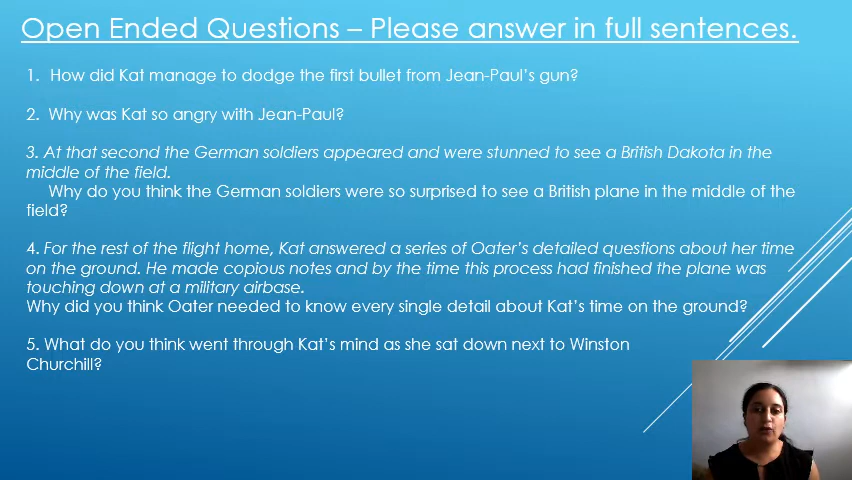 Open Ended Questions – Please answer in full sentences.
1. How did Kat manage to dodge the first bullet from Jean-Paul's gun?
2. Why was Kat so angry with Jean-Paul?
3. At that second the German soldiers appeared and were stunned to see a British Dakota in the
middle of the field.
Why do you think the German soldiers were so surprised to see a British plane in the middle of the
field?
4. For the rest of the flight home, Kat answered a series of Oater's detailed questions about her time
on the ground. He made copious notes and by the time this process had finished the plane was
touching down at a military airbase.
Why did you think Oater needed to know every single detail about Kat's time on the ground?
5. What do you think went through Kat's mind as she sat down next to Winston
Churchill?